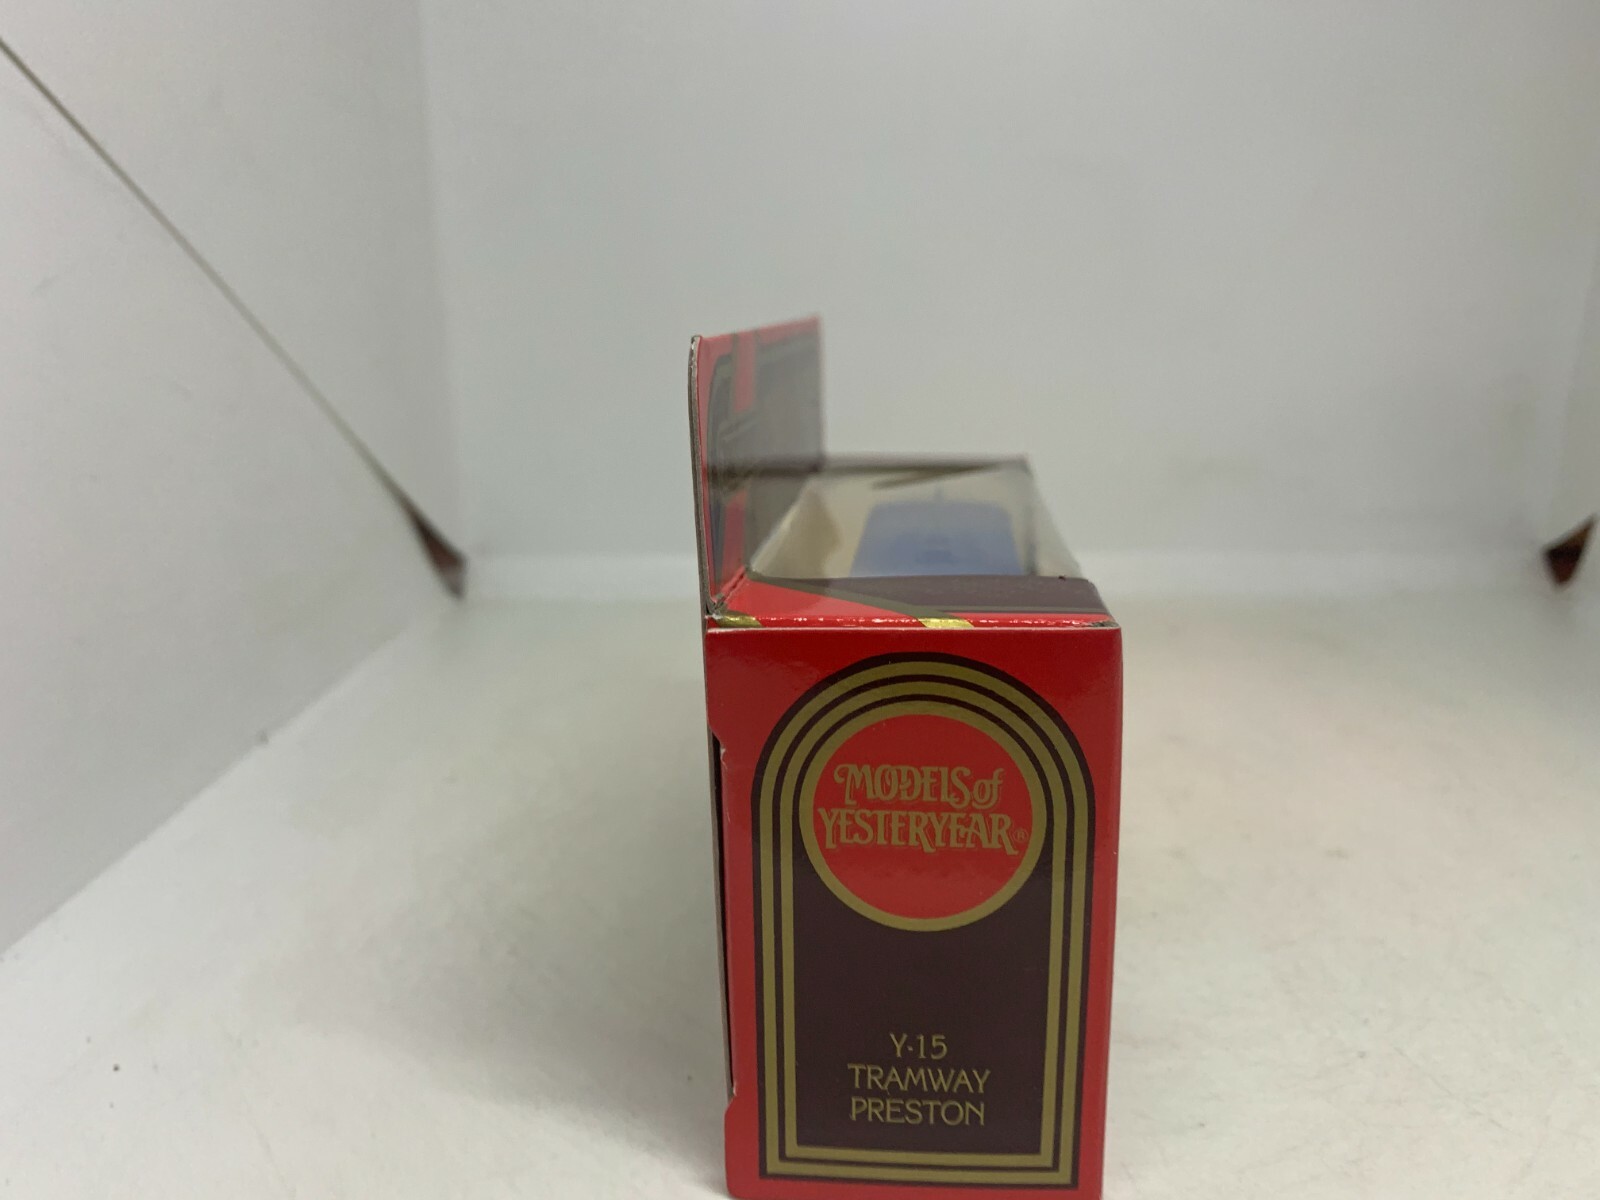 MODELS of
YESTERYEAR®
Y-15
TRAMWAY
PRESTON